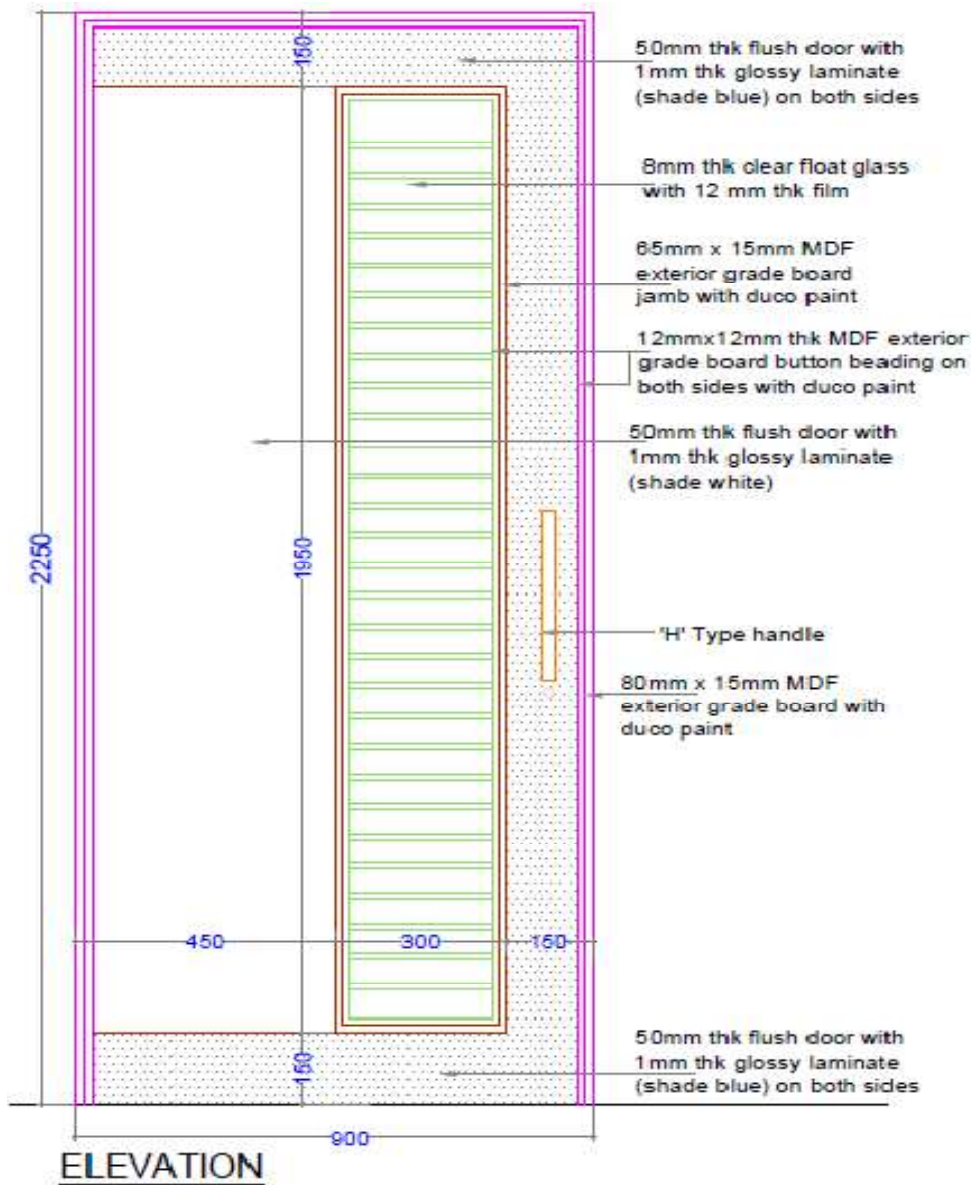 150
50mm thk flush door with
1mm thk glossy laminate
(shade blue) on both sides
8mm thk clear float glass
with 12 mm thk film
65mm x 15mm MDF
exterior grade board
jamb with duco paint
12mmx12mm thk MDF exterior
grade board button beading on
both sides with duco paint
50mm thk flush door with
1mm thk glossy laminate
(shade white)
2250
1950
'H' Type handle
80mm x 15mm MDF
exterior grade board with
duco paint
450 300 150
150
50mm thk flush door with
1mm thk glossy laminate
(shade blue) on both sides
900
ELEVATION